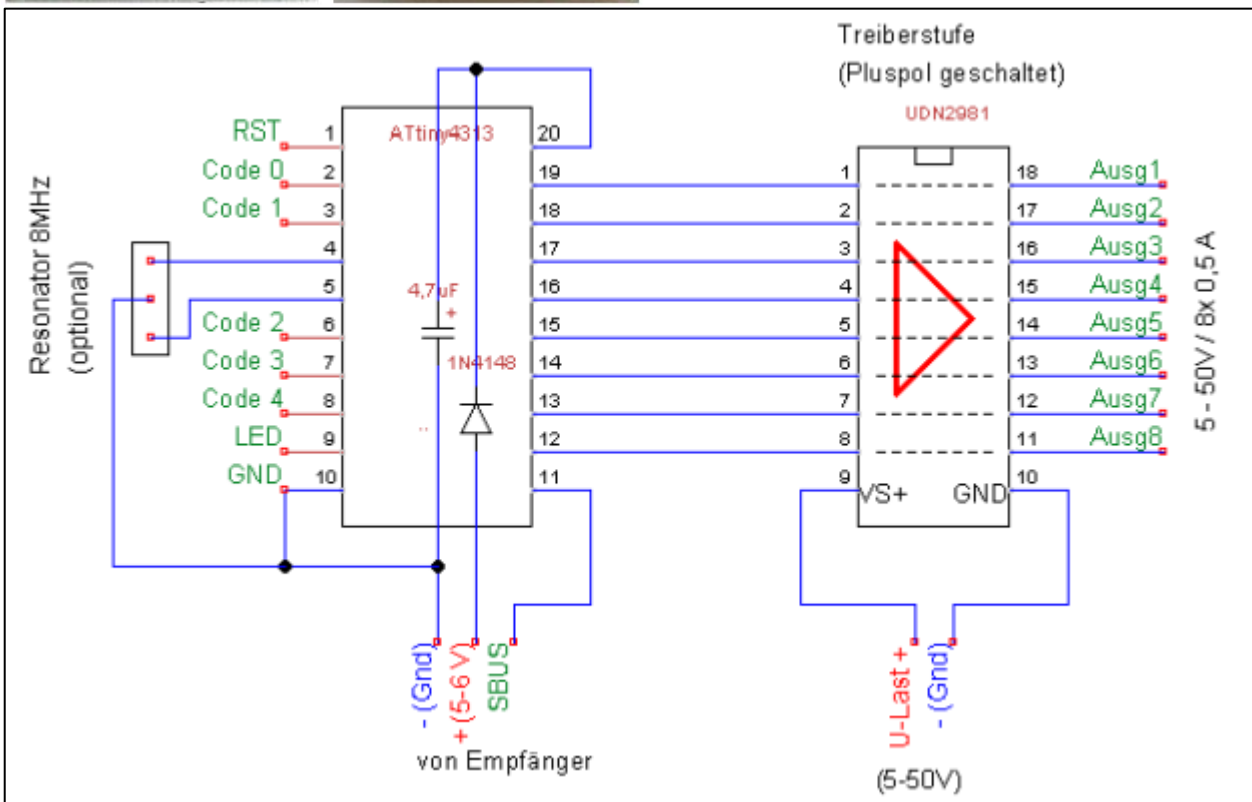 Treiberstufe
(Pluspol geschaltet)
UDN2981
ATtiny4313
RST 1
Code 0 2
Code 1 3
4
5
Code 2 6
Code 3 7
Code 4 8
LED 9
GND 10
20
19
18
17
16
15
14
13
12
11
4,7uF
+
1N4148
Resonator 8MHz
(optional)
1
2
3
4
5
6
7
8
9
VS+ GND
18 Ausg1
17 Ausg2
16 Ausg3
15 Ausg4
14 Ausg5
13 Ausg6
12 Ausg7
11 Ausg8
10
5 - 50V/ 8x 0,5 A
- (Gnd)
+ (5-6 V)
SBUS
von Empfänger
U-Last +
- (Gnd)
(5-50V)